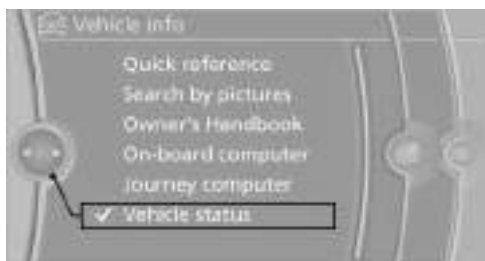 Vehicle info
Quick reference
Search by pictures
Owner's Handbook
On-board computer
Journey computer
Vehicle status